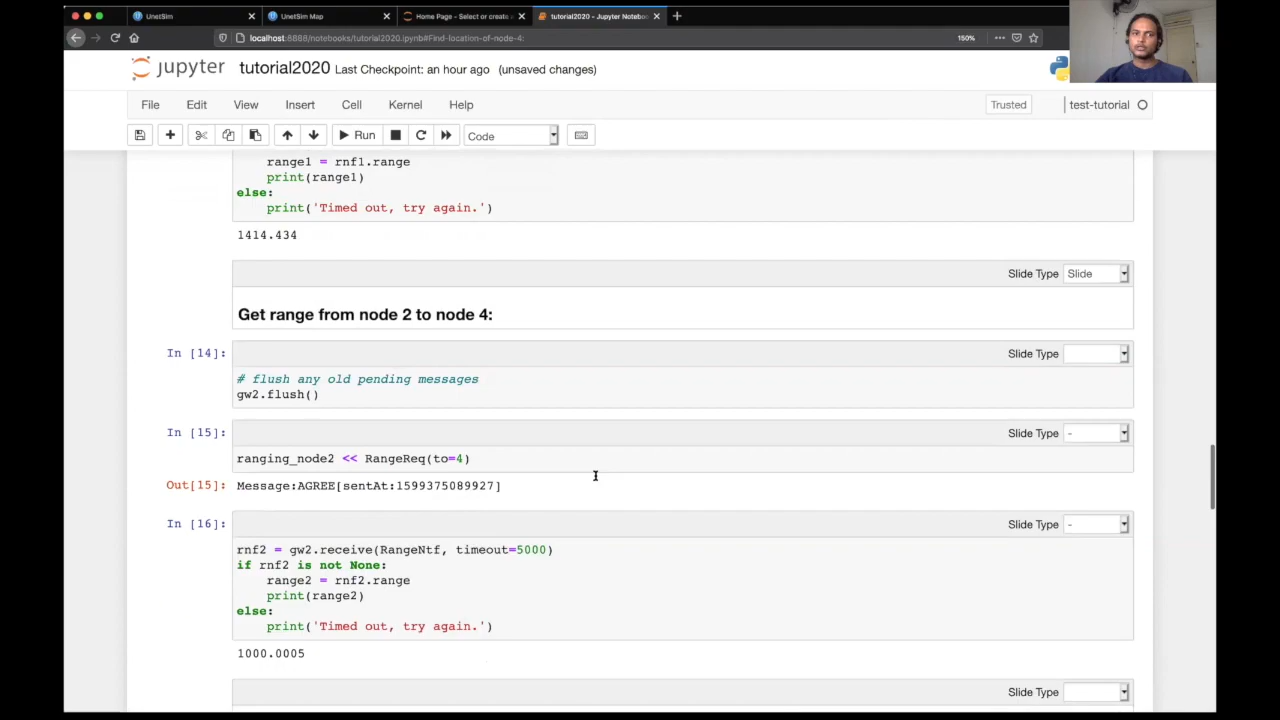 UnetSim
UnetSim Map
Home Page - Select or create a
tutorial2020 - Jupyter Notebook
localhost:8888/notebooks/tutorial2020.ipynb#Find-location-of-node-4:
150%
jupyter tutorial2020 Last Checkpoint: an hour ago (unsaved changes)
File Edit View Insert Cell Kernel Help
Trusted
test-tutorial
Run
Code
range1 = rnf1.range
print(range1)
else:
print('Timed out, try again.')
1414.434
Slide Type Slide
Get range from node 2 to node 4:
In [14]:
Slide Type
# flush any old pending messages
gw2.flush()
In [15]:
Slide Type -
ranging_node2 << RangeReq(to=4)
Out[15]: Message:AGREE[sentAt:1599375089927]
In [16]:
Slide Type -
rnf2 = gw2.receive(RangeNtf, timeout=5000)
if rnf2 is not None:
range2 = rnf2.range
print(range2)
else:
print('Timed out, try again.')
1000.0005
Slide Type